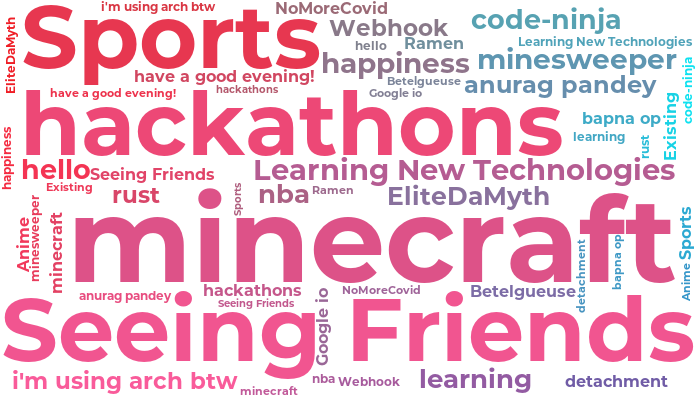 i'm using arch btw
NoMoreCovid
EliteDaMyth
Sports
Webhook
code-ninja
hello
Ramen
Learning New Technologies
happiness
minesweeper
have a good evening!
Betelgueuse
anurag pandey
code-ninja
have a good evening!
hackathons
Google io
hackathons
bapna op
Existing
learning
rust
happiness
hello
Seeing Friends
Learning New Technologies
Existing
rust
Sports
nba
Ramen
EliteDaMyth
Anime
minesweeper
minecraft
minecraft
detachment
bapna op
Sports
Anime
anurag pandey
hackathons
Seeing Friends
NoMoreCovid
Betelgueuse
Google io
Seeing Friends
i'm using arch btw
minecraft
nba
Webhook
learning
detachment